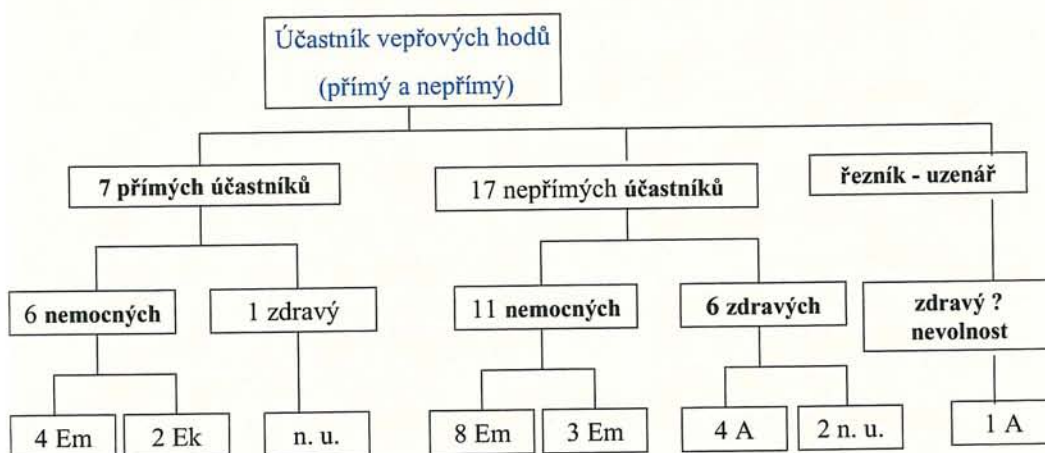 Účastník vepřových hodů
(přímý a nepřímý)
7 přímých účastníků
17 nepřímých účastníků
řezník - uzenář
6 nemocných
1 zdravý
11 nemocných
6 zdravých
zdravý ?
nevolnost
4 Em
2 Ek
n. u.
8 Em
3 Em
4 A
2 n. u.
1 A